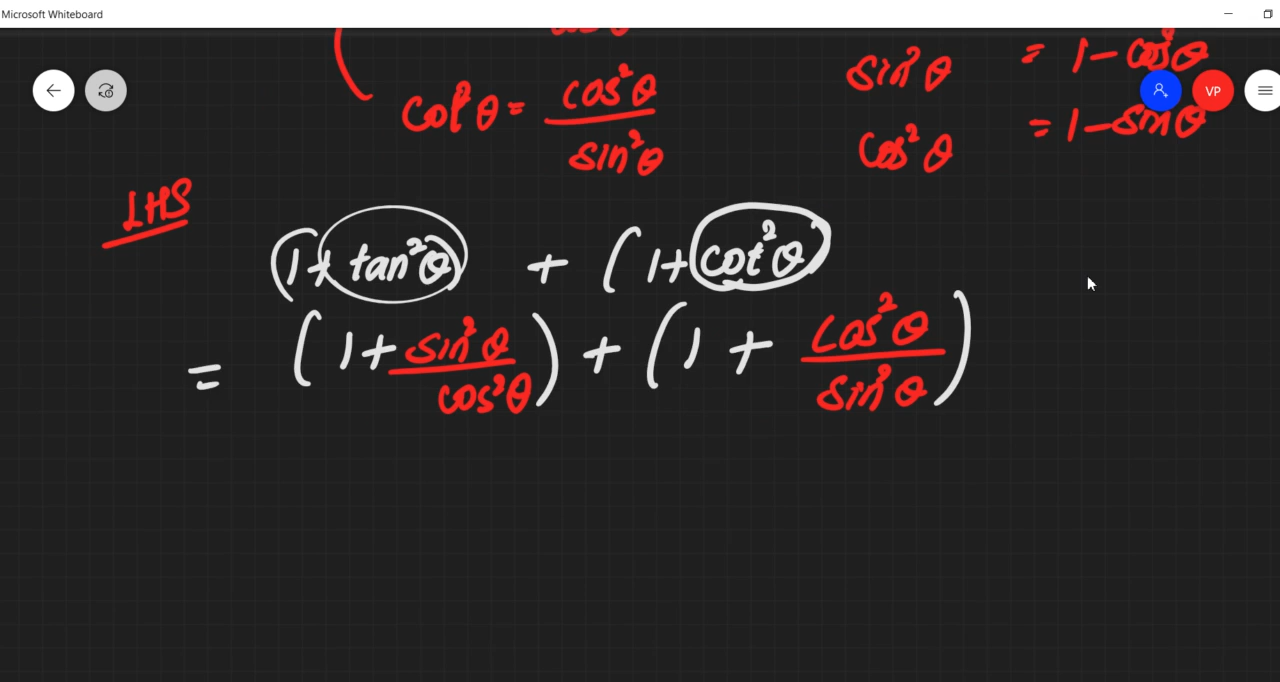 Microsoft Whiteboard
sin²θ = 1 - cos²θ
cot²θ = cos²θ / sin²θ
VP
cos²θ = 1 - sin²θ
LHS
(1 + tan²θ) + (1 + cot²θ)
= (1 + sin²θ / cos²θ) + (1 + cos²θ / sin²θ)